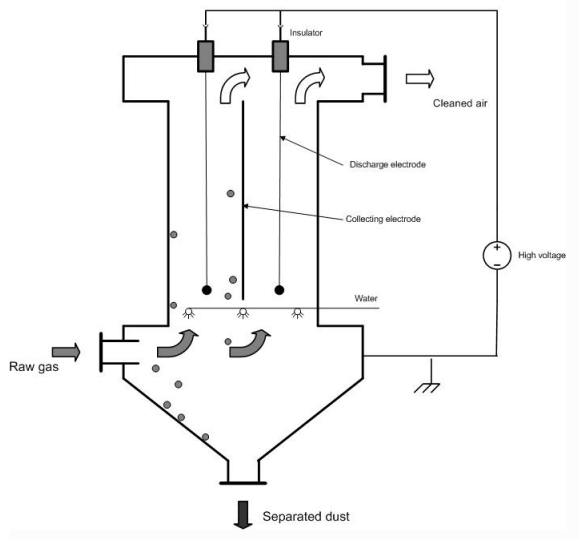 Insulator
Cleaned air
Discharge electrode
Collecting electrode
+
High voltage
−
Water
Raw gas
Separated dust